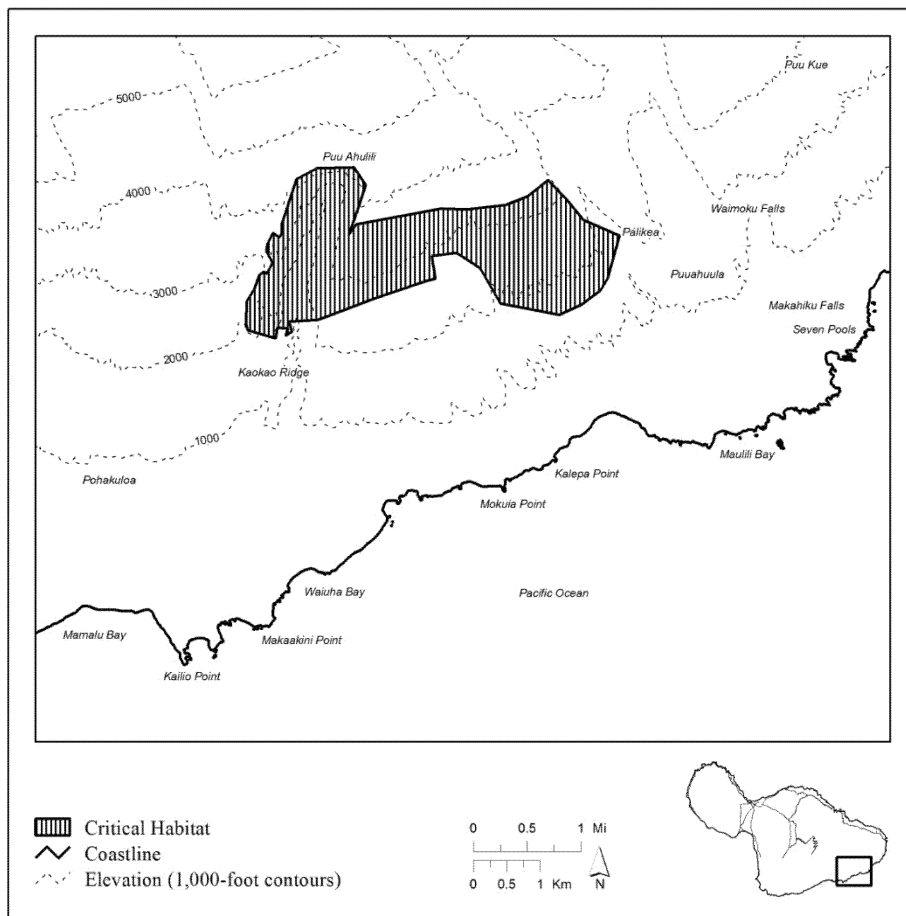 Puu Kue
5000
Puu Ahulili
4000
Waimoku Falls
Palikea
Puuahuula
3000
Makahiku Falls
Seven Pools
2000
Kaokao Ridge
1000
Maulili Bay
Kalepa Point
Pohakuloa
Mokuia Point
Waiuha Bay
Pacific Ocean
Mamalu Bay
Makaakini Point
Kailio Point
Critical Habitat
Coastline
Elevation (1,000-foot contours)
0 0.5 1 Mi
0 0.5 1 Km
N